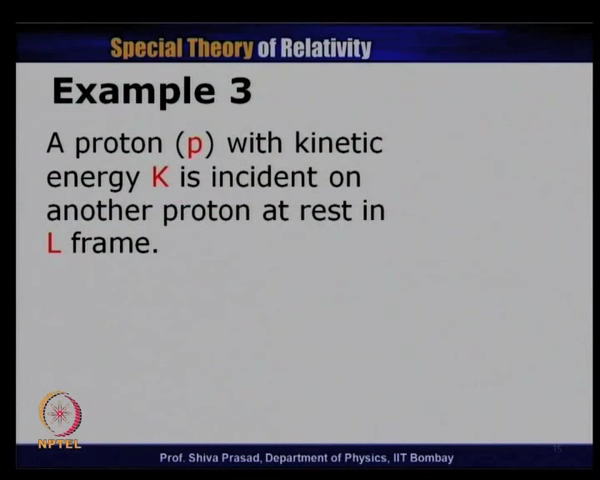 Special Theory of Relativity
Example 3
A proton (p) with kinetic
energy K is incident on
another proton at rest in
L frame.
NPTEL
15
Prof. Shiva Prasad, Department of Physics, IIT Bombay